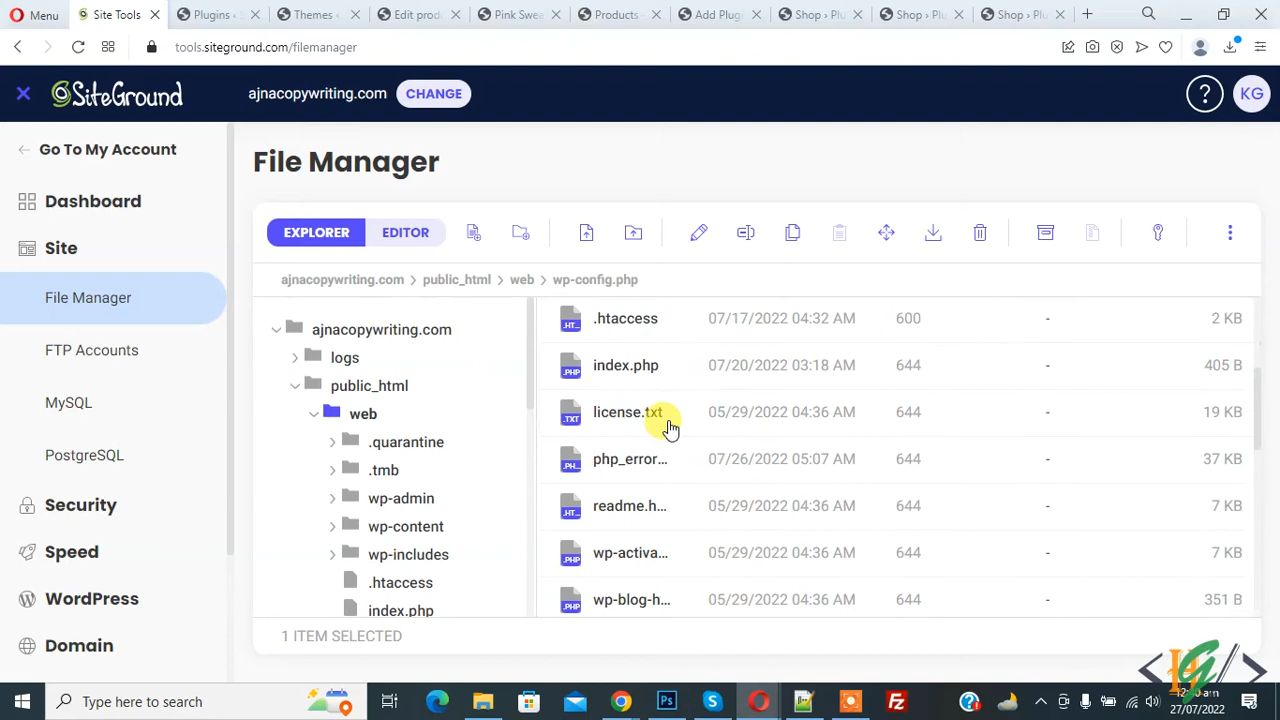 Menu
Site Tools
Plugins ‹
Themes ‹
Edit prod
Pink Swea
Products
Add Plug
Shop › Plu
Shop › Plu
Shop › Plu
tools.siteground.com/filemanager
SiteGround
ajnacopywriting.com
CHANGE
?
KG
Go To My Account
Dashboard
Site
File Manager
FTP Accounts
MySQL
PostgreSQL
Security
Speed
WordPress
Domain
File Manager
EXPLORER
EDITOR
ajnacopywriting.com > public_html > web > wp-config.php
ajnacopywriting.com
logs
public_html
web
.quarantine
.tmb
wp-admin
wp-content
wp-includes
.htaccess
index.php
.htaccess 07/17/2022 04:32 AM 600 - 2 KB
index.php 07/20/2022 03:18 AM 644 - 405 B
license.txt 05/29/2022 04:36 AM 644 - 19 KB
php_error... 07/26/2022 05:07 AM 644 - 37 KB
readme.h... 05/29/2022 04:36 AM 644 - 7 KB
wp-activa... 05/29/2022 04:36 AM 644 - 7 KB
wp-blog-h... 05/29/2022 04:36 AM 644 - 351 B
1 ITEM SELECTED
Type here to search
27/07/2022